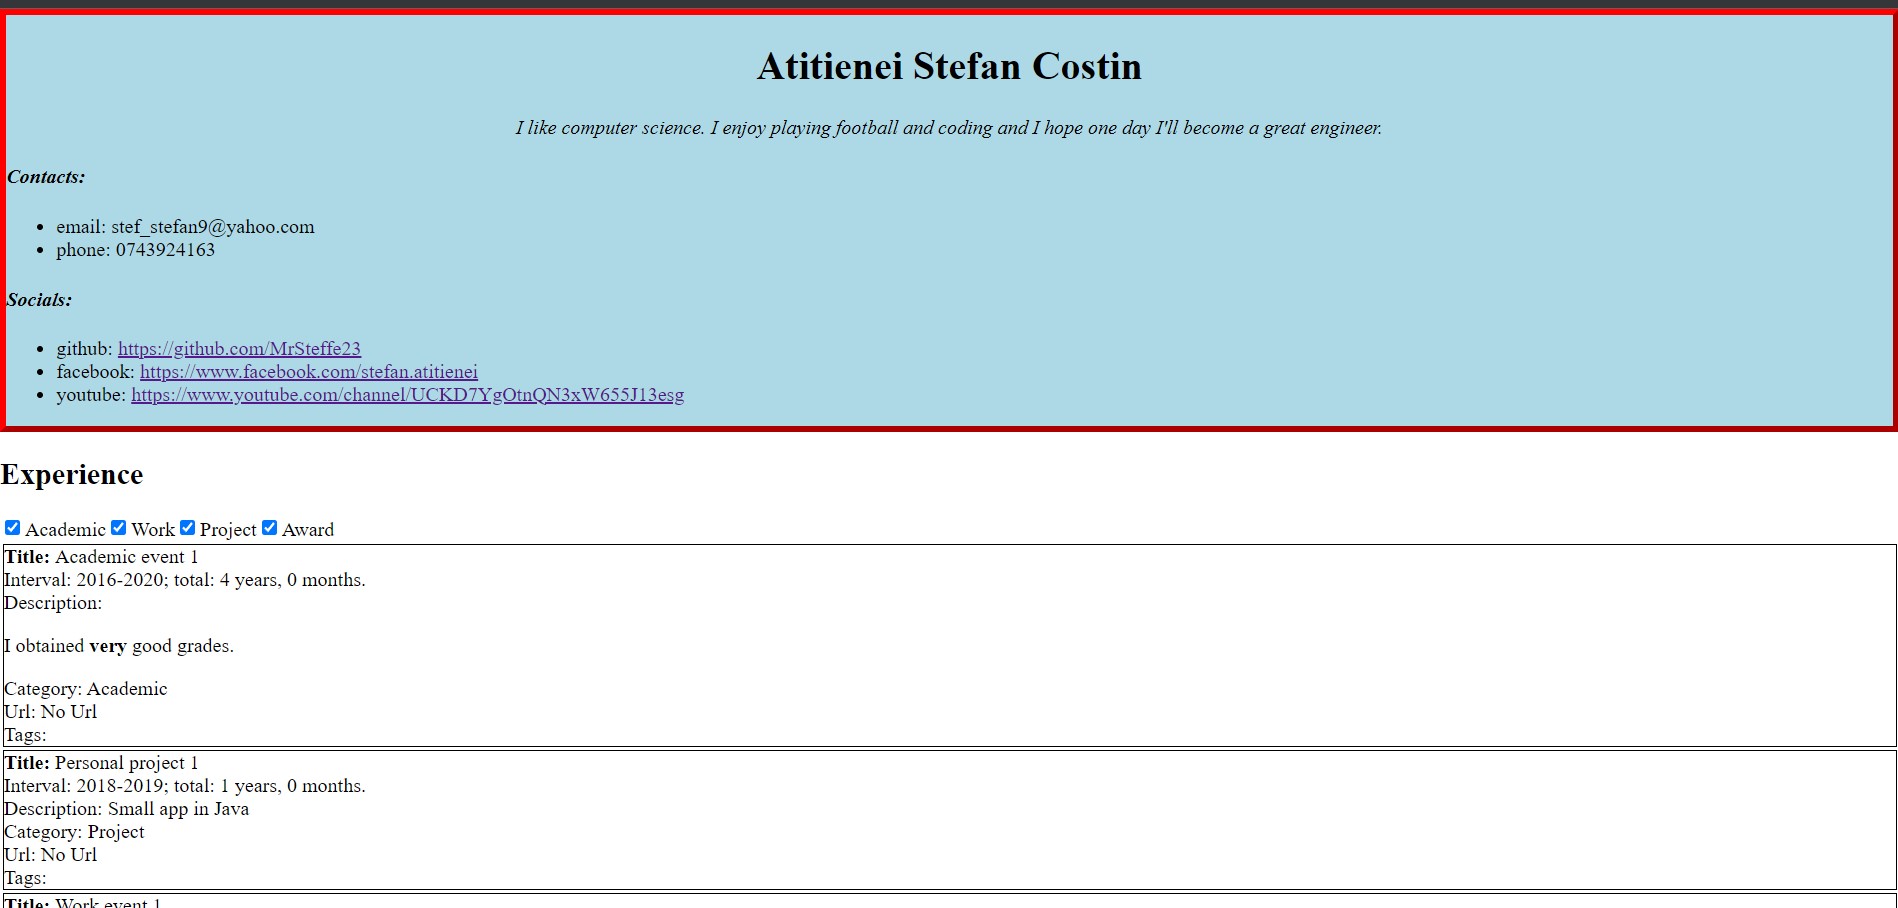 Atitienei Stefan Costin
I like computer science. I enjoy playing football and coding and I hope one day I'll become a great engineer.
Contacts:
email: stef_stefan9@yahoo.com
phone: 0743924163
Socials:
github: https://github.com/MrSteffe23
facebook: https://www.facebook.com/stefan.atitienei
youtube: https://www.youtube.com/channel/UCKD7YgOtnQN3xW655J13esg
Experience
Academic Work Project Award
Title: Academic event 1
Interval: 2016-2020; total: 4 years, 0 months.
Description:
I obtained very good grades.
Category: Academic
Url: No Url
Tags:
Title: Personal project 1
Interval: 2018-2019; total: 1 years, 0 months.
Description: Small app in Java
Category: Project
Url: No Url
Tags:
Title: Work event 1